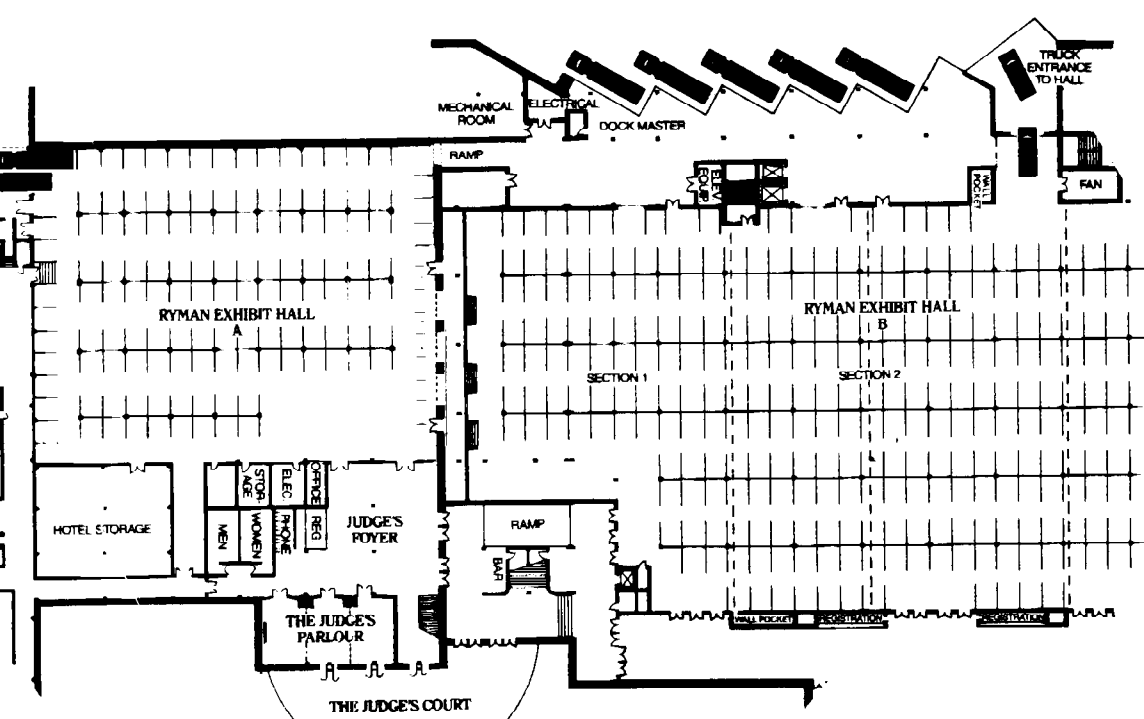 TRUCK
ENTRANCE
TO HALL
MECHANICAL
ROOM
ELECTRICAL
DOCK MASTER
RAMP
ELEV
EQUIP
WALL
POCKET
FAN
RYMAN EXHIBIT HALL
A
RYMAN EXHIBIT HALL
B
SECTION 1
SECTION 2
HOTEL STORAGE
STOR-
AGE
ELEC.
OFFICE
MEN
WOMEN
PHONE
REG
JUDGE'S
FOYER
RAMP
BAR
THE JUDGE'S
PARLOUR
WALL POCKET
REGISTRATION
REGISTRATION
THE JUDGE'S COURT